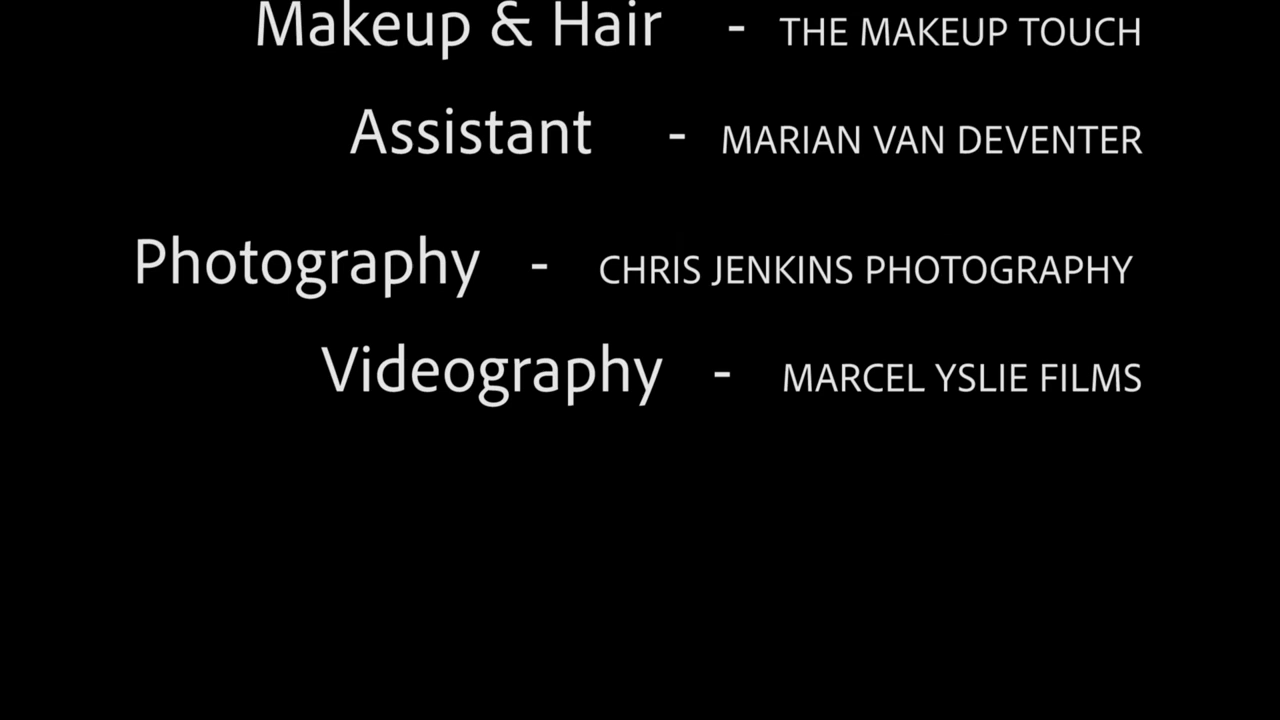 Makeup & Hair - THE MAKEUP TOUCH
Assistant - MARIAN VAN DEVENTER
Photography - CHRIS JENKINS PHOTOGRAPHY
Videography - MARCEL YSLIE FILMS